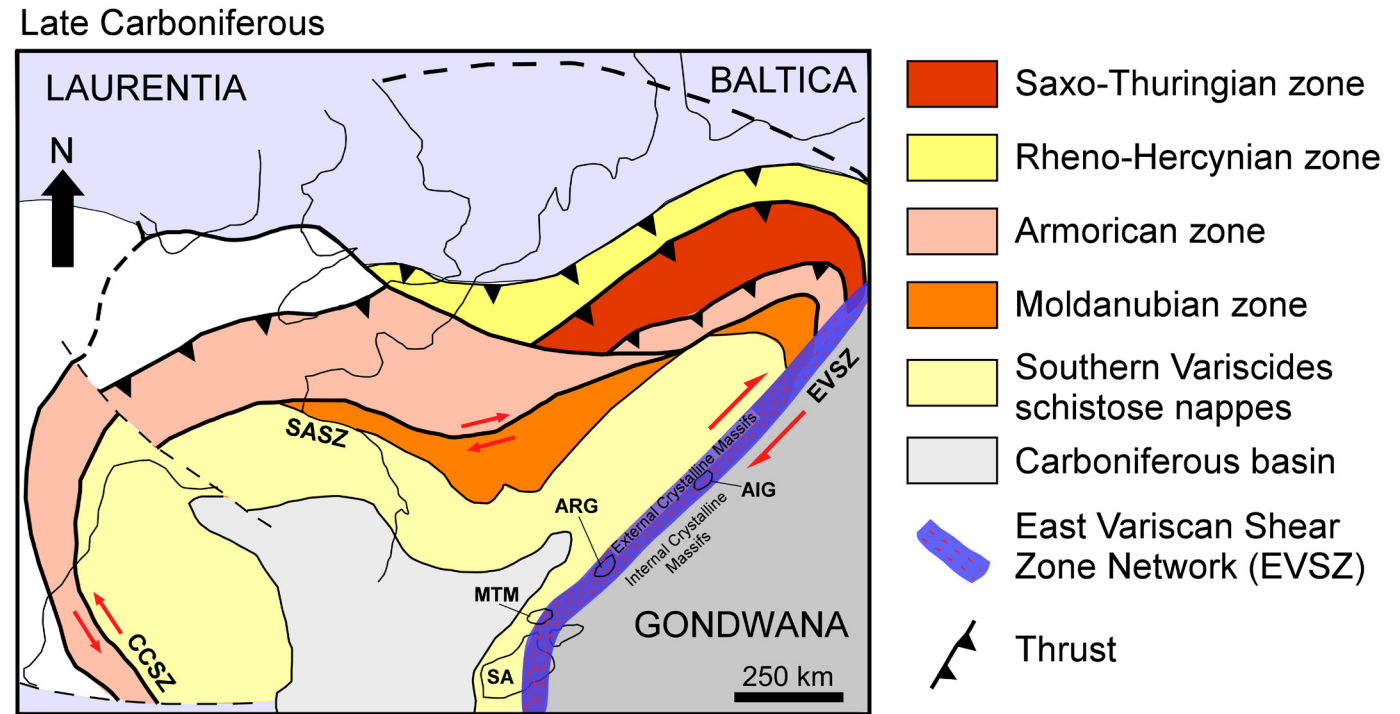 Late Carboniferous
LAURENTIA
BALTICA
N
SASZ
EVSZ
External Crystalline Massifs
Internal Crystalline
Massifs
AIG
ARG
MTM
GONDWANA
CCSZ
SA
250 km
Saxo-Thuringian zone
Rheno-Hercynian zone
Armorican zone
Moldanubian zone
Southern Variscides
schistose nappes
Carboniferous basin
East Variscan Shear
Zone Network (EVSZ)
Thrust